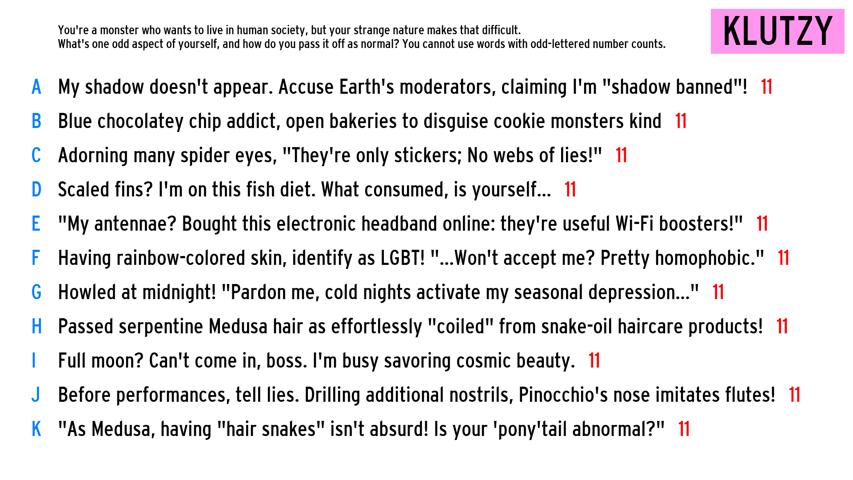 You're a monster who wants to live in human society, but your strange nature makes that difficult.
What's one odd aspect of yourself, and how do you pass it off as normal? You cannot use words with odd-lettered number counts.
KLUTZY
A My shadow doesn't appear. Accuse Earth's moderators, claiming I'm "shadow banned"! 11
B Blue chocolatey chip addict, open bakeries to disguise cookie monsters kind 11
C Adorning many spider eyes, "They're only stickers; No webs of lies!" 11
D Scaled fins? I'm on this fish diet. What consumed, is yourself... 11
E "My antennae? Bought this electronic headband online: they're useful Wi-Fi boosters!" 11
F Having rainbow-colored skin, identify as LGBT! "...Won't accept me? Pretty homophobic." 11
G Howled at midnight! "Pardon me, cold nights activate my seasonal depression..." 11
H Passed serpentine Medusa hair as effortlessly "coiled" from snake-oil haircare products! 11
I Full moon? Can't come in, boss. I'm busy savoring cosmic beauty. 11
J Before performances, tell lies. Drilling additional nostrils, Pinocchio's nose imitates flutes! 11
K "As Medusa, having "hair snakes" isn't absurd! Is your 'pony'tail abnormal?" 11